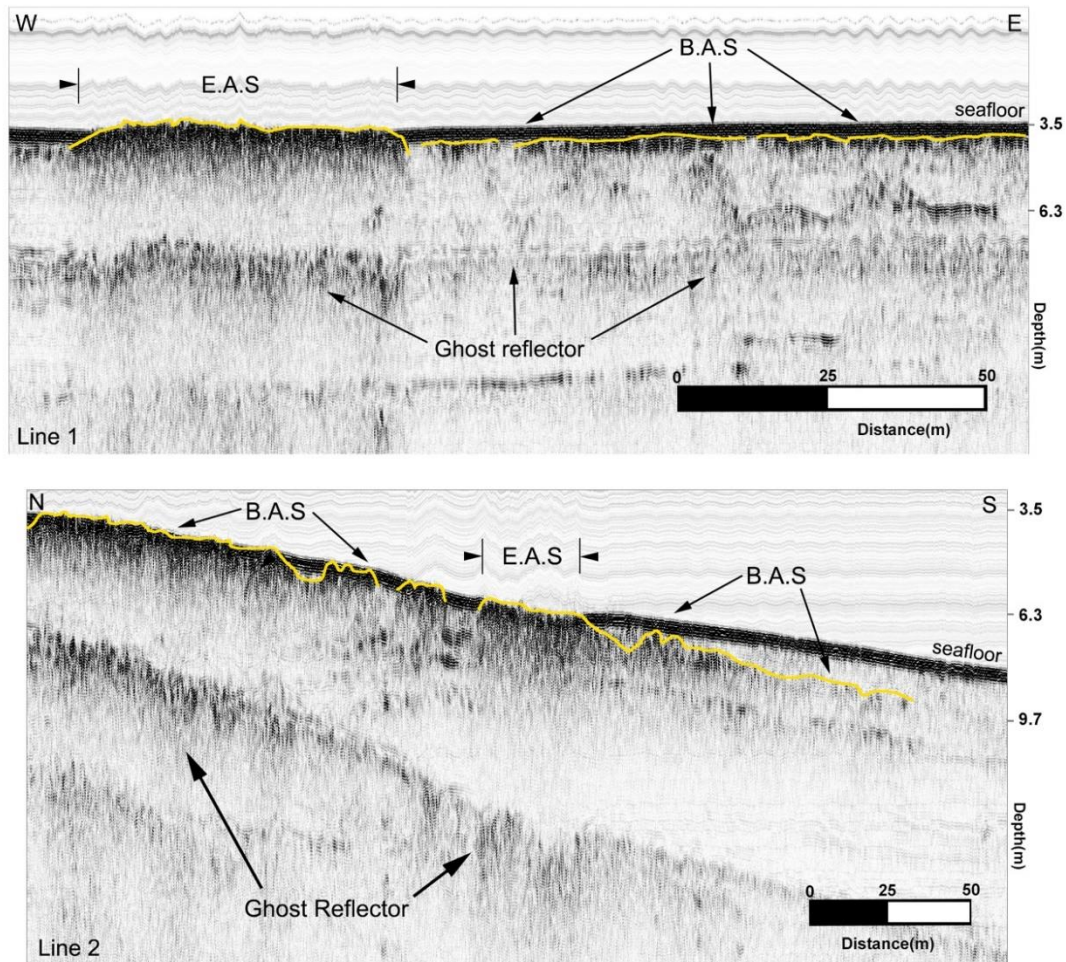 W E
B.A.S
E.A.S
seafloor
3.5
6.3
Depth(m)
Ghost reflector
0 25 50
Distance(m)
Line 1
N S
3.5
B.A.S
E.A.S
B.A.S
6.3
seafloor
9.7
Depth(m)
Ghost Reflector
0 25 50
Distance(m)
Line 2